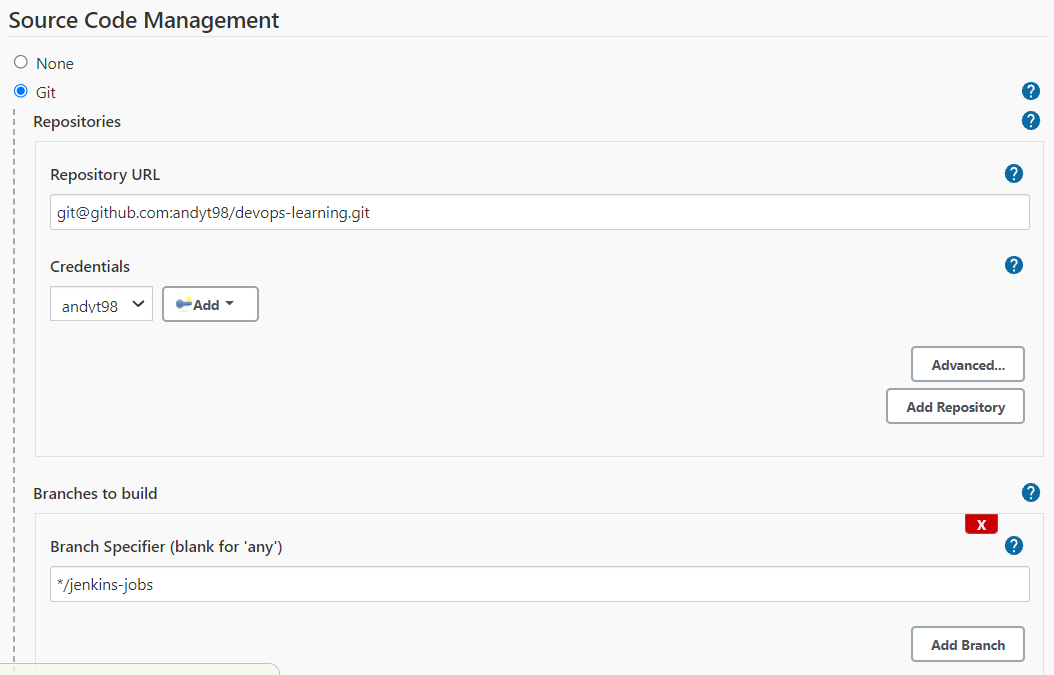 Source Code Management
None
Git
?
Repositories
?
Repository URL
?
git@github.com:andyt98/devops-learning.git
Credentials
?
andyt98
Add
Advanced...
Add Repository
Branches to build
?
X
Branch Specifier (blank for 'any')
?
*/jenkins-jobs
Add Branch